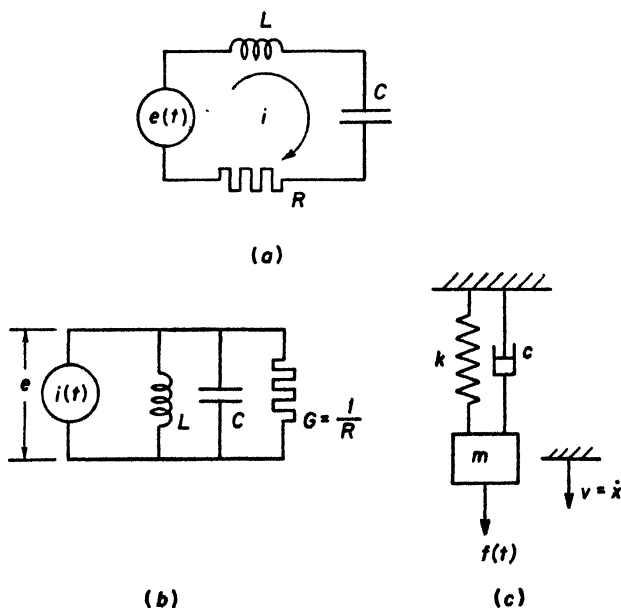 L
e(t)
i
C
R
(a)
e
i(t)
L
C
G = 1/R
(b)
k
c
m
v = ẋ
f(t)
(c)